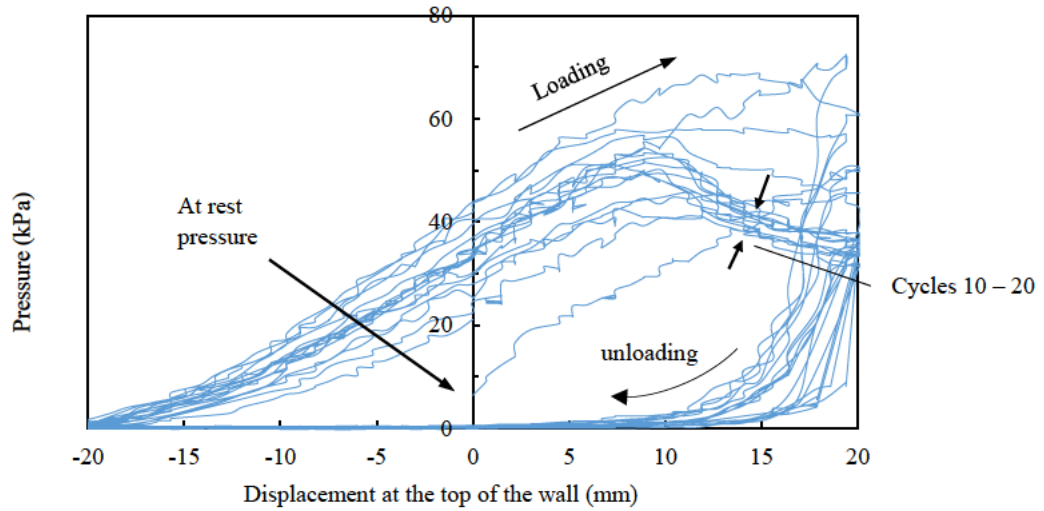 80
Loading
60
Pressure (kPa)
At rest
pressure
40
Cycles 10 – 20
20
unloading
0
-20 -15 -10 -5 0 5 10 15 20
Displacement at the top of the wall (mm)